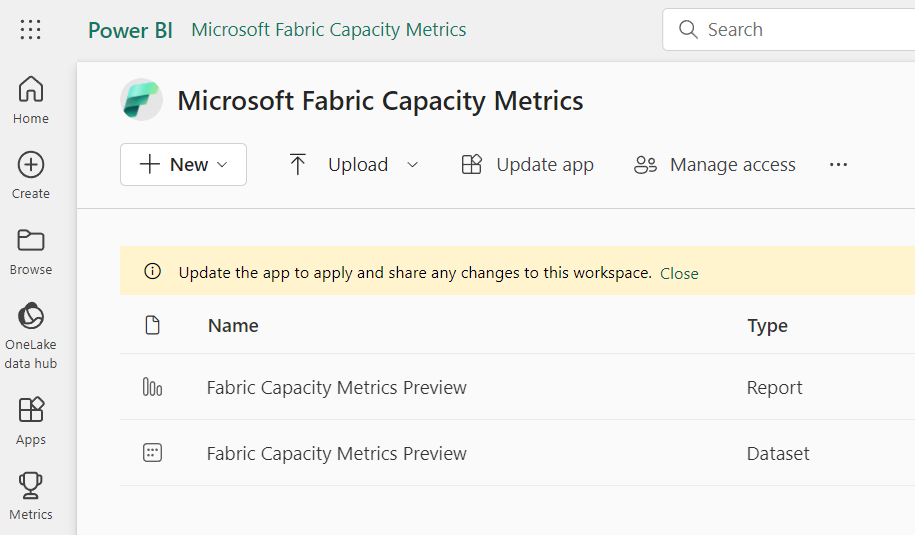 Power BI Microsoft Fabric Capacity Metrics Search
Home
Create
Browse
OneLake
data hub
Apps
Metrics
Microsoft Fabric Capacity Metrics
New Upload Update app Manage access
Update the app to apply and share any changes to this workspace. Close
Name Type
Fabric Capacity Metrics Preview Report
Fabric Capacity Metrics Preview Dataset